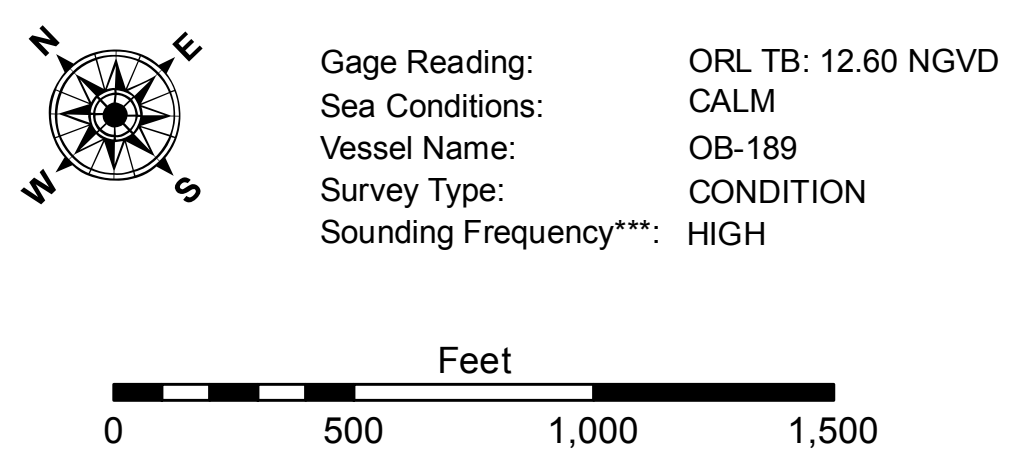 N E
W S
Gage Reading: ORL TB: 12.60 NGVD
Sea Conditions: CALM
Vessel Name: OB-189
Survey Type: CONDITION
Sounding Frequency***: HIGH
Feet
0 500 1,000 1,500